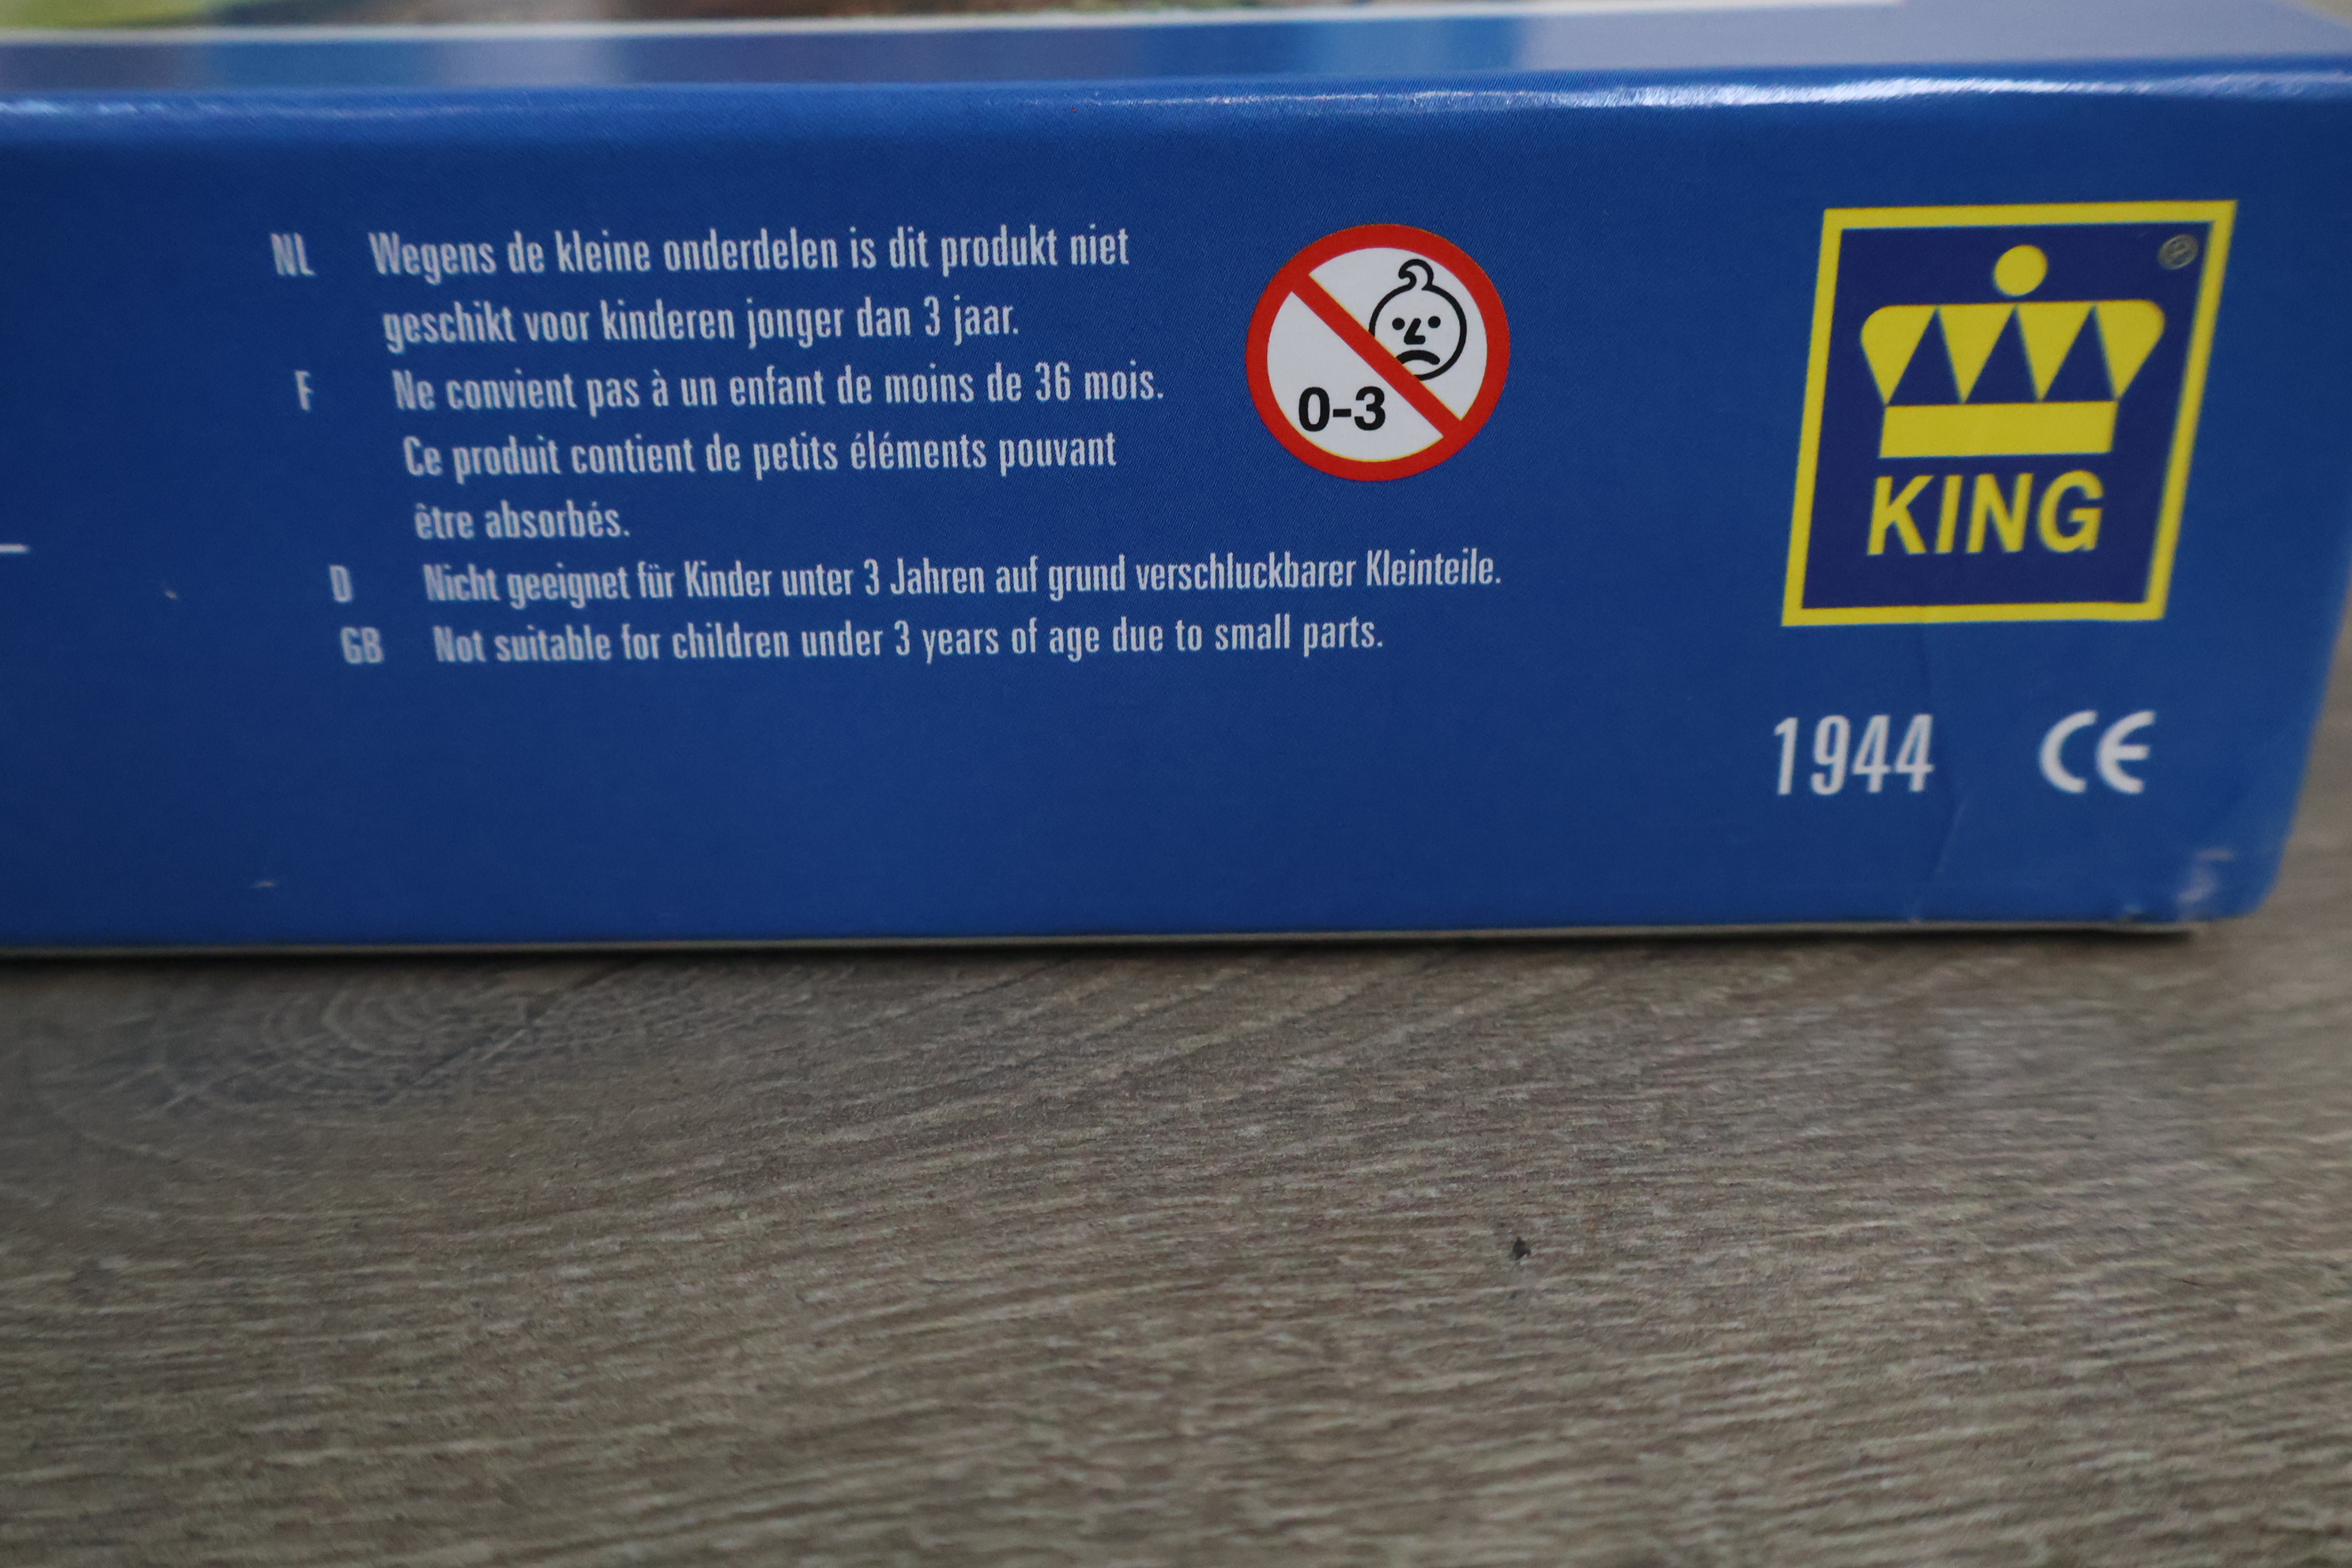 NL Wegens de kleine onderdelen is dit produkt niet
geschikt voor kinderen jonger dan 3 jaar.
F Ne convient pas à un enfant de moins de 36 mois.
Ce produit contient de petits éléments pouvant
être absorbés.
D Nicht geeignet für Kinder unter 3 Jahren auf grund verschluckbarer Kleinteile.
GB Not suitable for children under 3 years of age due to small parts.
0-3
®
KING
1944 CE